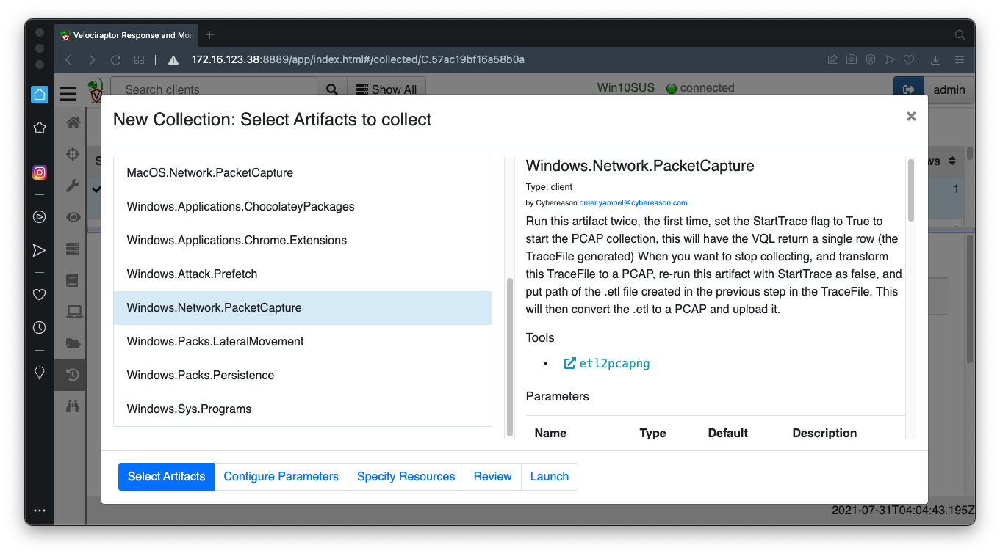 Velociraptor Response and Mon
172.16.123.38:8889/app/index.html#/collected/C.57ac19bf16a58b0a
Search clients
Show All
Win10SUS
connected
admin
New Collection: Select Artifacts to collect
×
MacOS.Network.PacketCapture
Windows.Applications.ChocolateyPackages
Windows.Applications.Chrome.Extensions
Windows.Attack.Prefetch
Windows.Network.PacketCapture
Windows.Packs.LateralMovement
Windows.Packs.Persistence
Windows.Sys.Programs
Windows.Network.PacketCapture
Type: client
by Cybereason omer.yampel@cybereason.com
Run this artifact twice, the first time, set the StartTrace flag to True to
start the PCAP collection, this will have the VQL return a single row (the
TraceFile generated) When you want to stop collecting, and transform
this TraceFile to a PCAP, re-run this artifact with StartTrace as false, and
put path of the .etl file created in the previous step in the TraceFile. This
will then convert the .etl to a PCAP and upload it.
Tools
• etl2pcapng
Parameters
Name Type Default Description
S
ws
1
Select Artifacts
Configure Parameters
Specify Resources
Review
Launch
2021-07-31T04:04:43.195Z